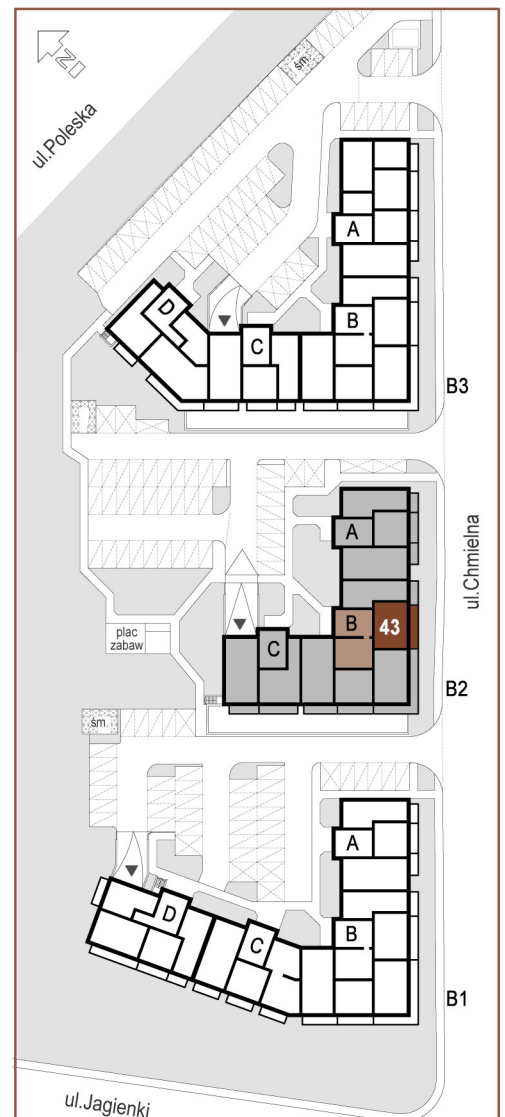 N
ul.Poleska
śm.
A
D
B
C
B3
A
ul.Chmielna
B
43
C
plac
zabaw
B2
śm.
A
D
C
B
B1
ul.Jagienki